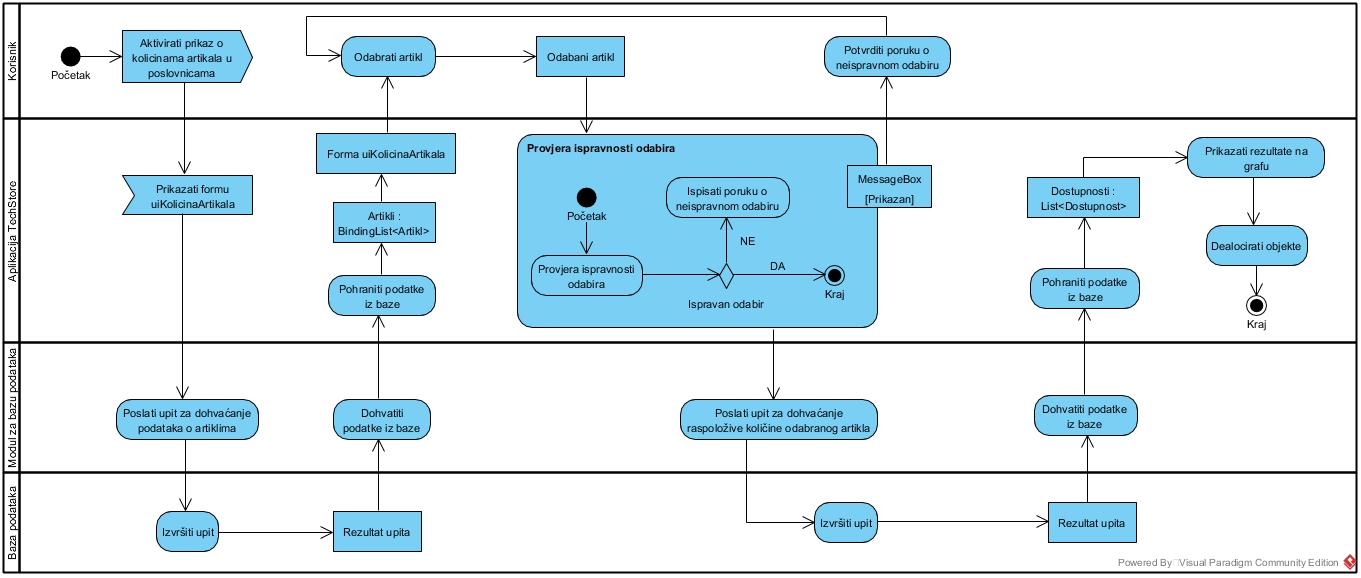 Korisnik
Početak
Aktivirati prikaz o
kolicinama artikala u
poslovnicama
Odabrati artikl
Odabani artikl
Potvrditi poruku o
neispravnom odabiru
Aplikacija TechStore
Prikazati formu
uiKolicinaArtikala
Forma uiKolicinaArtikala
Artikli :
BindingList<Artikl>
Pohraniti podatke
iz baze
Provjera ispravnosti odabira
Početak
Provjera ispravnosti
odabira
Ispisati poruku o
neispravnom odabiru
NE
DA
Ispravan odabir
Kraj
MessageBox
[Prikazan]
Dostupnosti :
List<Dostupnost>
Pohraniti podatke
iz baze
Prikazati rezultate na
grafu
Dealocirati objekte
Kraj
Modul za bazu podataka
Poslati upit za dohvaćanje
podataka o artiklima
Dohvatiti
podatke iz baze
Poslati upit za dohvaćanje
raspoložive količine odabranog artikla
Dohvatiti podatke
iz baze
Baza podataka
Izvršiti upit
Rezultat upita
Izvršiti upit
Rezultat upita
Powered By Visual Paradigm Community Edition